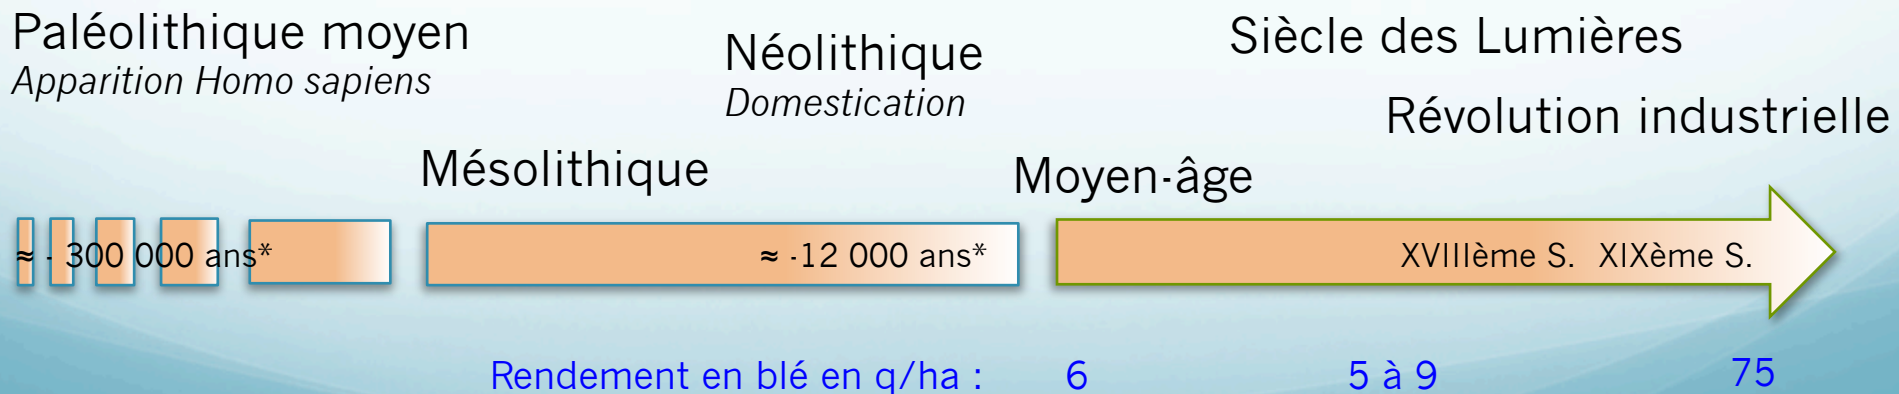 Paléolithique moyen
Apparition Homo sapiens
Mésolithique
Néolithique
Domestication
Moyen-âge
Siècle des Lumières
Révolution industrielle
≈ - 300 000 ans*
≈ -12 000 ans*
XVIIIème S. XIXème S.
Rendement en blé en q/ha : 6 5 à 9 75